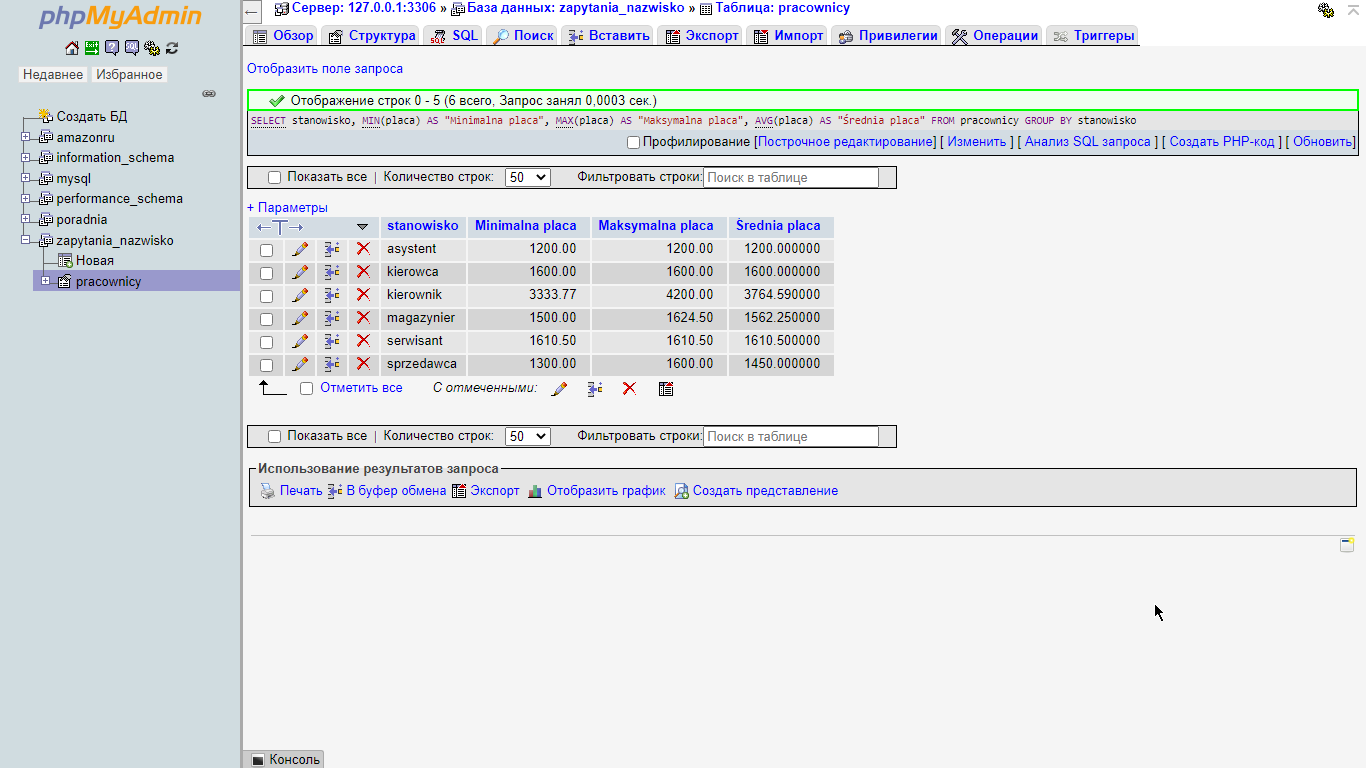 phpMyAdmin
Недавнее Избранное
Создать БД
amazonru
information_schema
mysql
performance_schema
poradnia
zapytania_nazwisko
Новая
pracownicy
Сервер: 127.0.0.1:3306 » База данных: zapytania_nazwisko » Таблица: pracownicy
Обзор Структура SQL Поиск Вставить Экспорт Импорт Привилегии Операции Триггеры
Отобразить поле запроса
Отображение строк 0 - 5 (6 всего, Запрос занял 0,0003 сек.)
SELECT stanowisko, MIN(placa) AS "Minimalna placa", MAX(placa) AS "Maksymalna placa", AVG(placa) AS "Średnia placa" FROM pracownicy GROUP BY stanowisko
Профилирование [Построчное редактирование] [ Изменить ] [ Анализ SQL запроса ] [ Создать PHP-код ] [ Обновить]
Показать все | Количество строк: 50 Фильтровать строки: Поиск в таблице
+ Параметры
←T→ stanowisko Minimalna placa Maksymalna placa Średnia placa
asystent 1200.00 1200.00 1200.000000
kierowca 1600.00 1600.00 1600.000000
kierownik 3333.77 4200.00 3764.590000
magazynier 1500.00 1624.50 1562.250000
serwisant 1610.50 1610.50 1610.500000
sprzedawca 1300.00 1600.00 1450.000000
Отметить все С отмеченными:
Показать все | Количество строк: 50 Фильтровать строки: Поиск в таблице
Использование результатов запроса
Печать В буфер обмена Экспорт Отобразить график Создать представление
Консоль